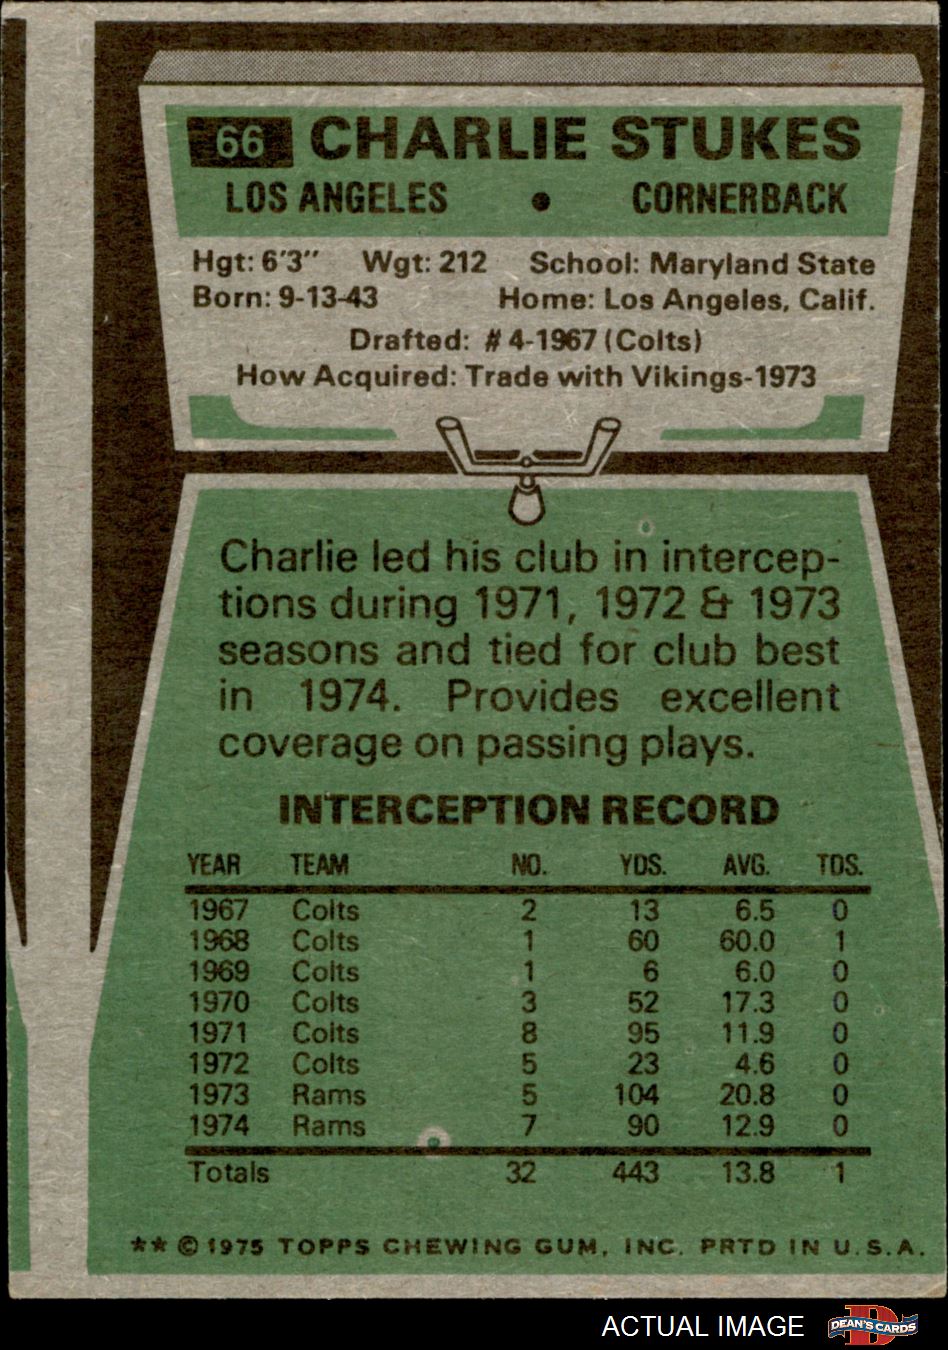 66 CHARLIE STUKES
LOS ANGELES • CORNERBACK
Hgt: 6'3" Wgt: 212 School: Maryland State
Born: 9-13-43 Home: Los Angeles, Calif.
Drafted: #4-1967 (Colts)
How Acquired: Trade with Vikings-1973
Charlie led his club in intercep-
tions during 1971, 1972 & 1973
seasons and tied for club best
in 1974. Provides excellent
coverage on passing plays.
INTERCEPTION RECORD
YEAR TEAM NO. YDS. AVG. TDS.
1967 Colts 2 13 6.5 0
1968 Colts 1 60 60.0 1
1969 Colts 1 6 6.0 0
1970 Colts 3 52 17.3 0
1971 Colts 8 95 11.9 0
1972 Colts 5 23 4.6 0
1973 Rams 5 104 20.8 0
1974 Rams 7 90 12.9 0
Totals 32 443 13.8 1
** © 1975 TOPPS CHEWING GUM, INC. PRTD IN U.S.A.
ACTUAL IMAGE D DEAN'S CARDS